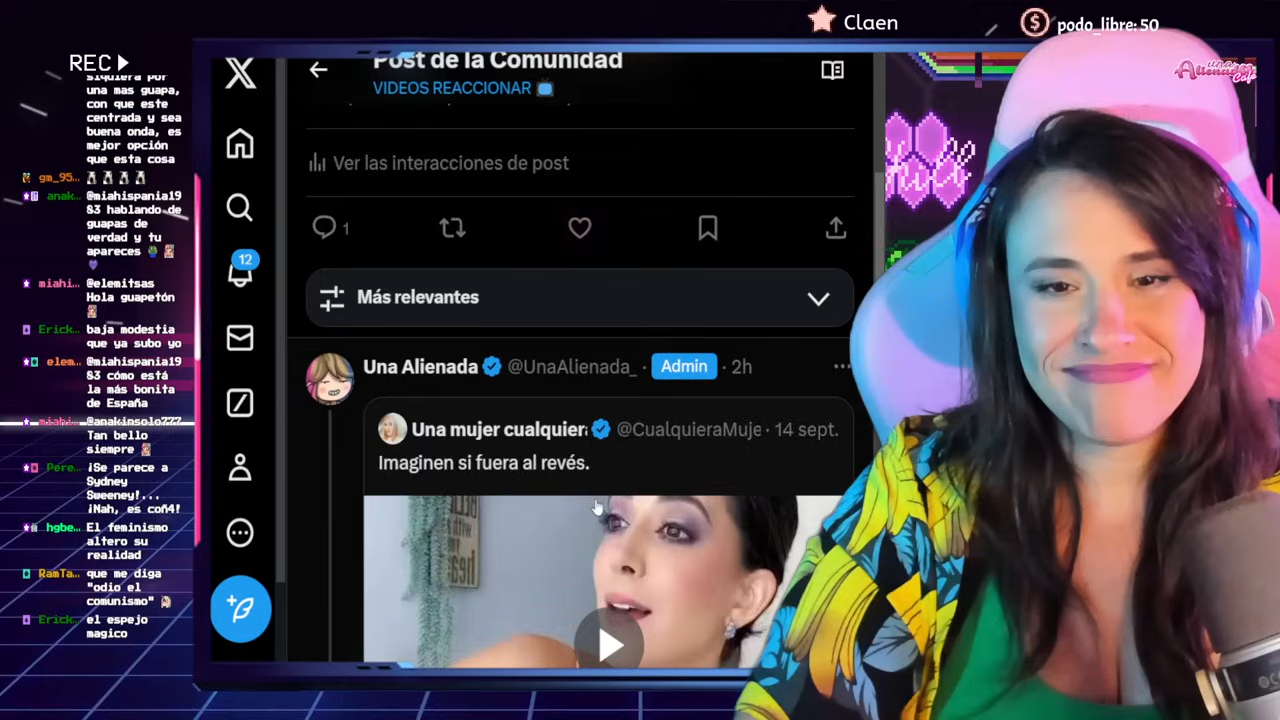 Claen
podo_libre: 50
REC
siquiera por
una mas guapa,
con que este
centrada y sea
buena onda, es
mejor opción
que esta cosa
gm_95…
anak… @miahispania19
83 hablando de
guapas de
verdad y tu
apareces
miahi… @elemitsas
Hola guapetón
Erick… baja modestia
que ya subo yo
elem… @miahispania19
83 cómo está
la más bonita
de España
miahi… @anakinsolo777
Tan bello
siempre
Pere… ¡Se parece a
Sydney
Sweeney!...
¡Nah, es coñ4!
hgbe… El feminismo
altero su
realidad
RamTa… que me diga
"odio el
comunismo"
Erick… el espejo
magico
12
Post de la Comunidad
VIDEOS REACCIONAR
Ver las interacciones de post
1
Más relevantes
Una Alienada @UnaAlienada_ · Admin · 2h
Una mujer cualquier @CualquieraMuje · 14 sept.
Imaginen si fuera al revés.